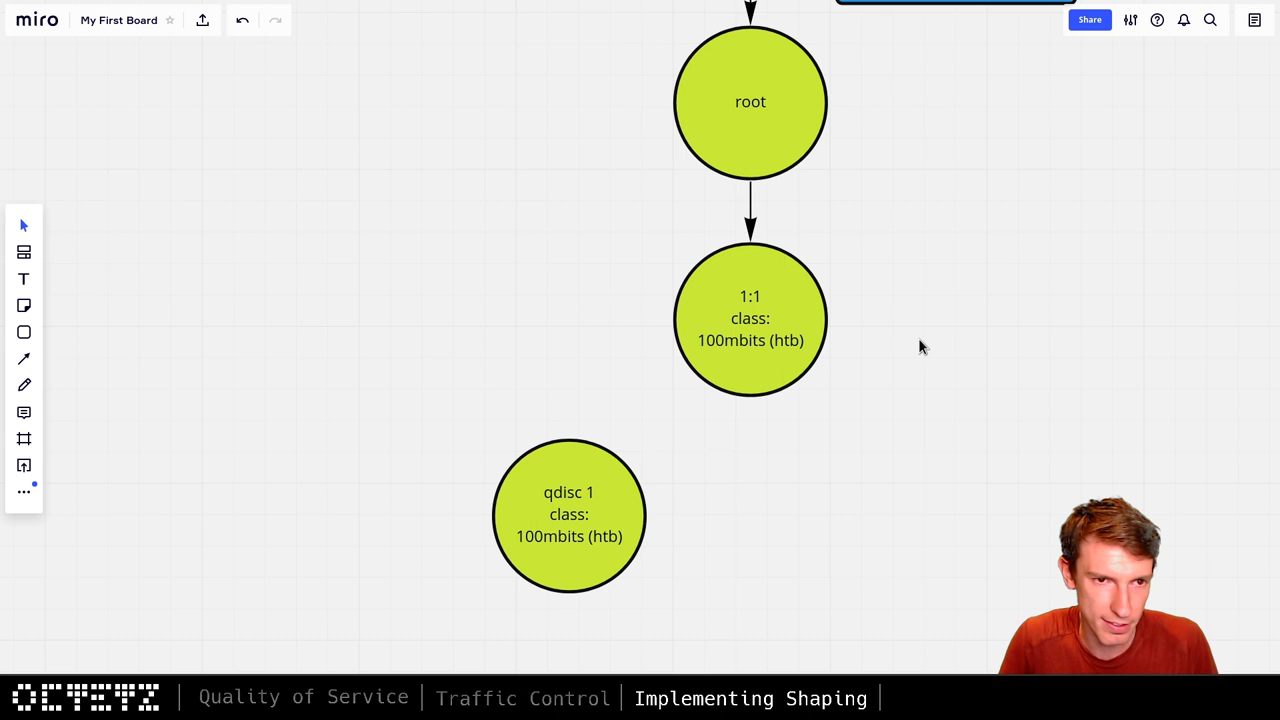 miro
My First Board
Share
root
1:1
class:
100mbits (htb)
qdisc 1
class:
100mbits (htb)
OCTETZ
Quality of Service
Traffic Control
Implementing Shaping